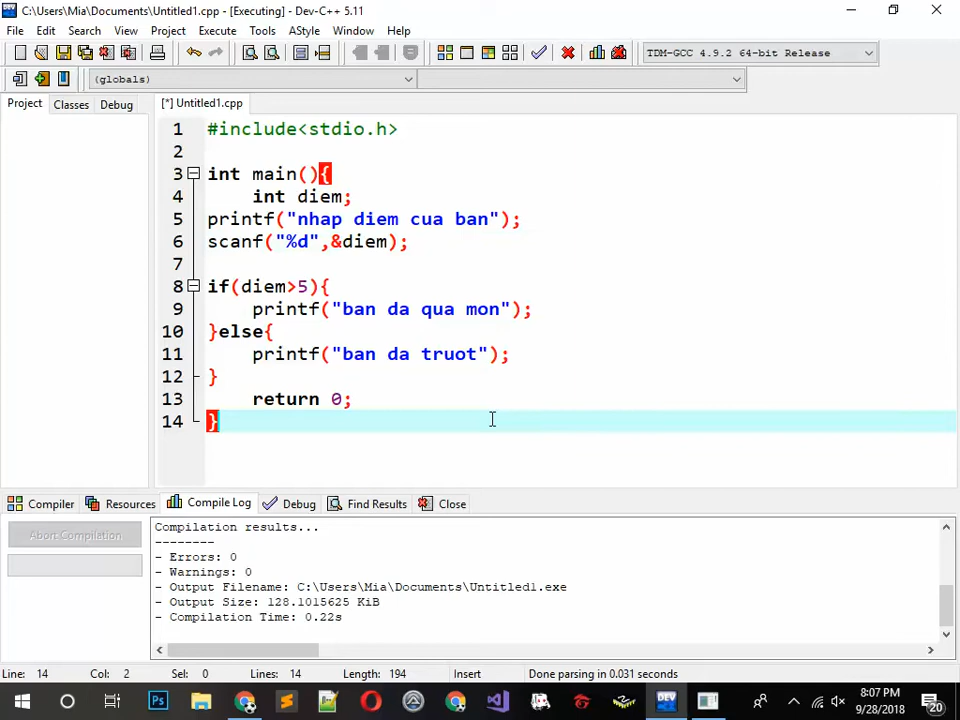 C:\Users\Mia\Documents\Untitled1.cpp - [Executing] - Dev-C++ 5.11
File Edit Search View Project Execute Tools AStyle Window Help
TDM-GCC 4.9.2 64-bit Release
(globals)
Project Classes Debug [*] Untitled1.cpp
1 #include<stdio.h>
2
3 int main(){
4 int diem;
5 printf("nhap diem cua ban");
6 scanf("%d",&diem);
7
8 if(diem>5){
9 printf("ban da qua mon");
10 }else{
11 printf("ban da truot");
12 }
13 return 0;
14 }
Compiler Resources Compile Log Debug Find Results Close
Abort Compilation
Compilation results...
--------
- Errors: 0
- Warnings: 0
- Output Filename: C:\Users\Mia\Documents\Untitled1.exe
- Output Size: 128.1015625 KiB
- Compilation Time: 0.22s
Line: 14 Col: 2 Sel: 0 Lines: 14 Length: 194 Insert Done parsing in 0.031 seconds
Ps
DEV
8:07 PM
9/28/2018
20